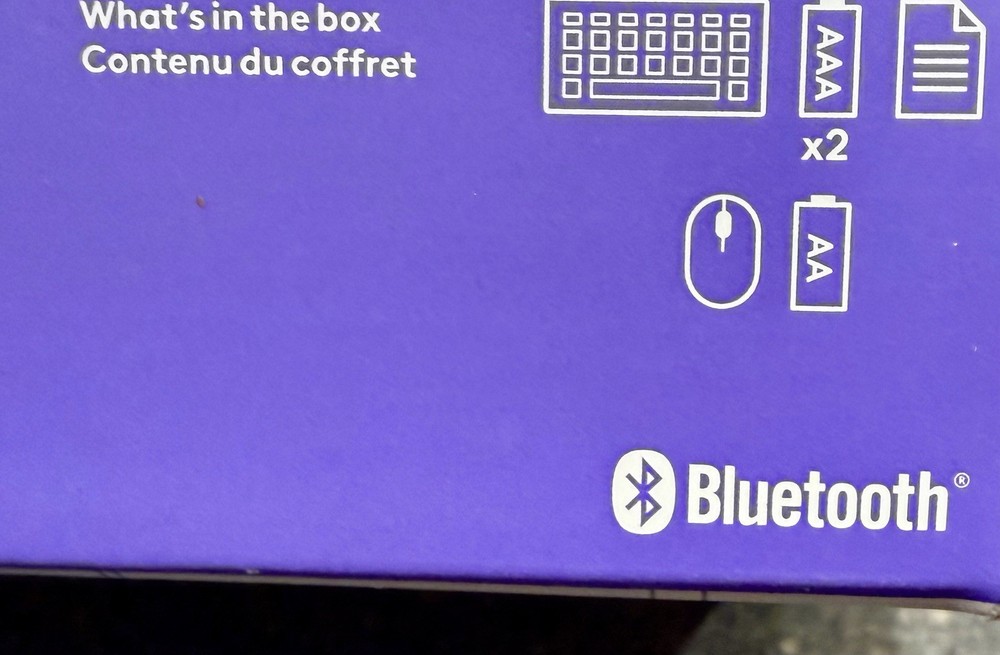 What's in the box
Contenu du coffret
AAA
x2
AA
Bluetooth®